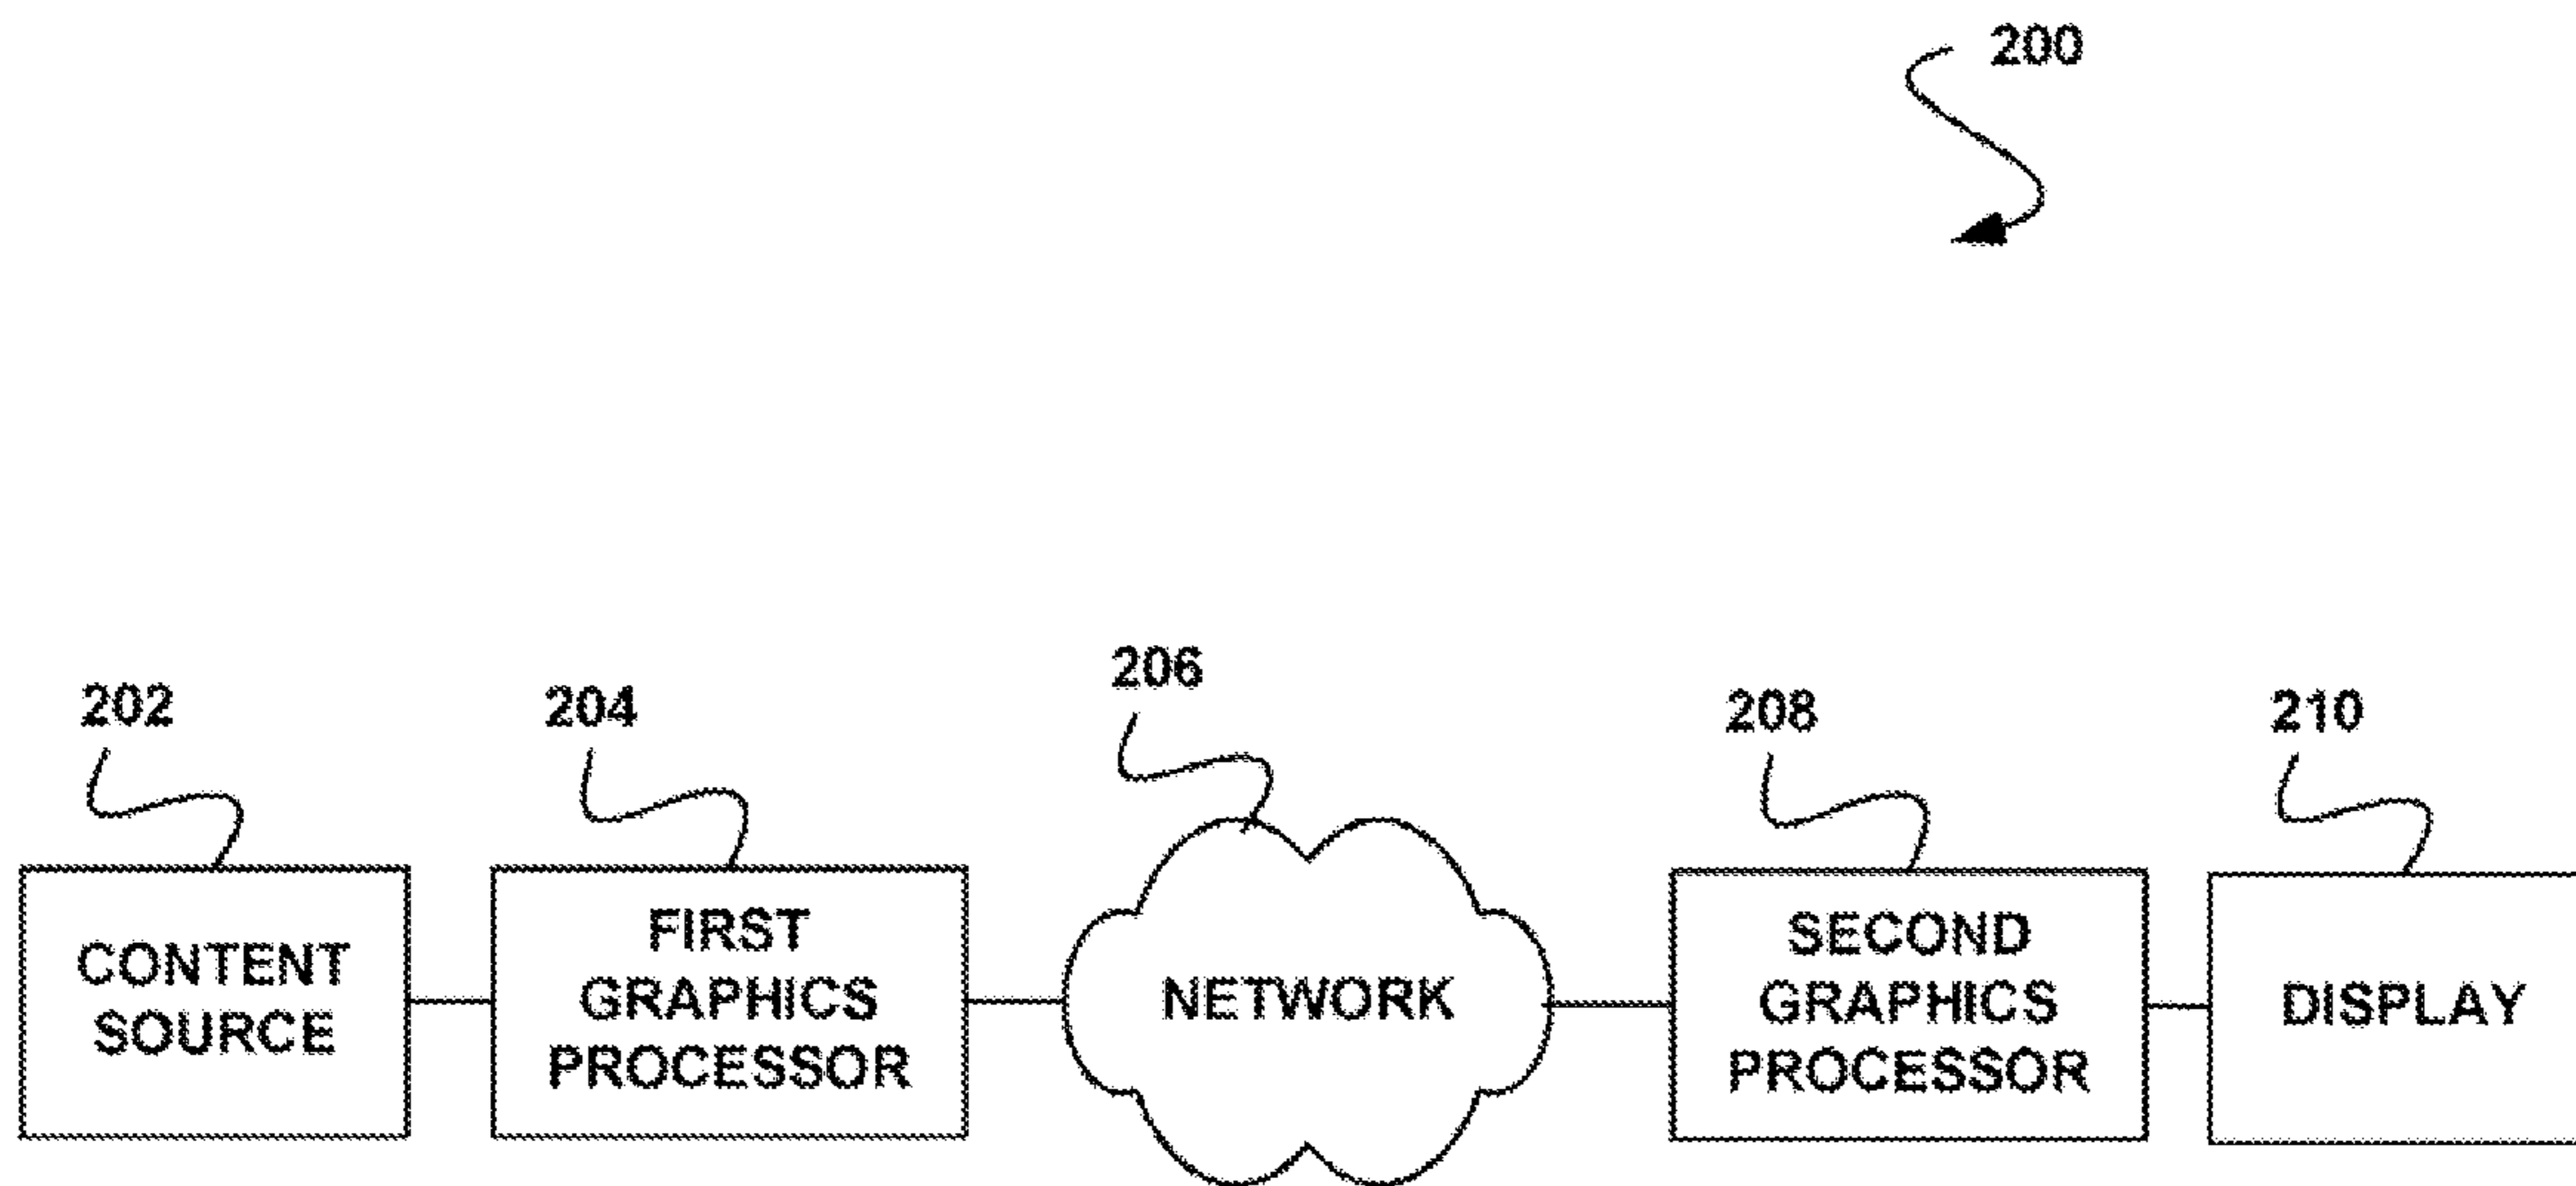 200
202
204
206
208
210
CONTENT
SOURCE
FIRST
GRAPHICS
PROCESSOR
NETWORK
SECOND
GRAPHICS
PROCESSOR
DISPLAY